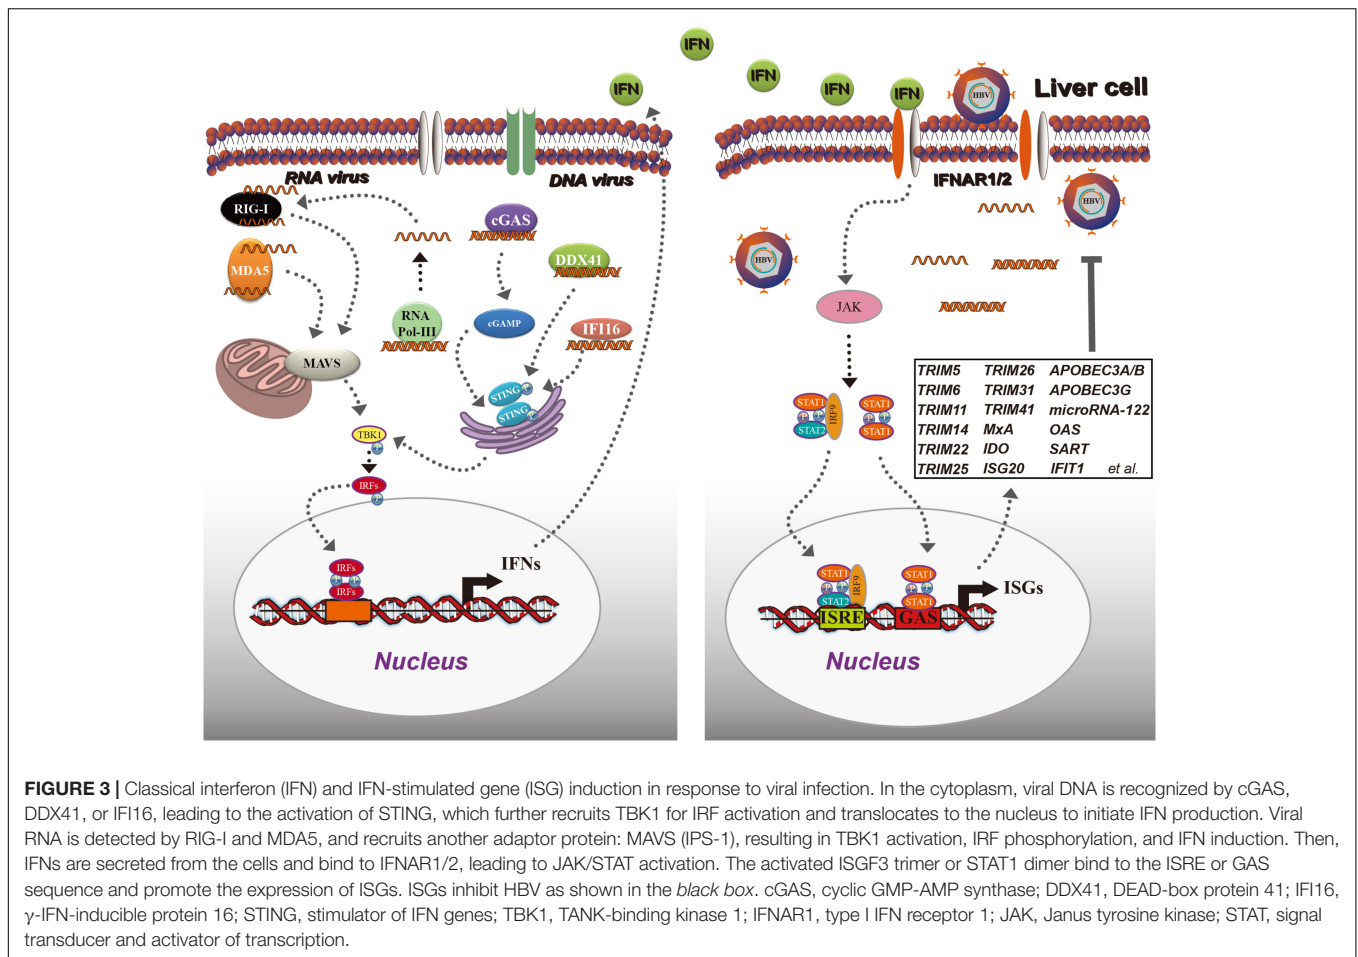 IFN
IFN
IFN
IFN
IFN
HBV
Liver cell
RNA virus
DNA virus
IFNAR1/2
RIG-I
cGAS
HBV
MDA5
DDX41
HBV
RNA
Pol-III
cGAMP
IFI16
JAK
MAVS
STING
STING
TBK1
IRFs
STAT1
STAT2
IRF9
STAT1
STAT1
TRIM5 TRIM26 APOBEC3A/B
TRIM6 TRIM31 APOBEC3G
TRIM11 TRIM41 microRNA-122
TRIM14 MxA OAS
TRIM22 IDO SART
TRIM25 ISG20 IFIT1 et al.
IRFs
IRFs
IFNs
Nucleus
STAT1
STAT2
IRF9
STAT1
STAT1
ISRE
GAS
ISGs
Nucleus
FIGURE 3 | Classical interferon (IFN) and IFN-stimulated gene (ISG) induction in response to viral infection. In the cytoplasm, viral DNA is recognized by cGAS,
DDX41, or IFI16, leading to the activation of STING, which further recruits TBK1 for IRF activation and translocates to the nucleus to initiate IFN production. Viral
RNA is detected by RIG-I and MDA5, and recruits another adaptor protein: MAVS (IPS-1), resulting in TBK1 activation, IRF phosphorylation, and IFN induction. Then,
IFNs are secreted from the cells and bind to IFNAR1/2, leading to JAK/STAT activation. The activated ISGF3 trimer or STAT1 dimer bind to the ISRE or GAS
sequence and promote the expression of ISGs. ISGs inhibit HBV as shown in the black box. cGAS, cyclic GMP-AMP synthase; DDX41, DEAD-box protein 41; IFI16,
γ-IFN-inducible protein 16; STING, stimulator of IFN genes; TBK1, TANK-binding kinase 1; IFNAR1, type I IFN receptor 1; JAK, Janus tyrosine kinase; STAT, signal
transducer and activator of transcription.